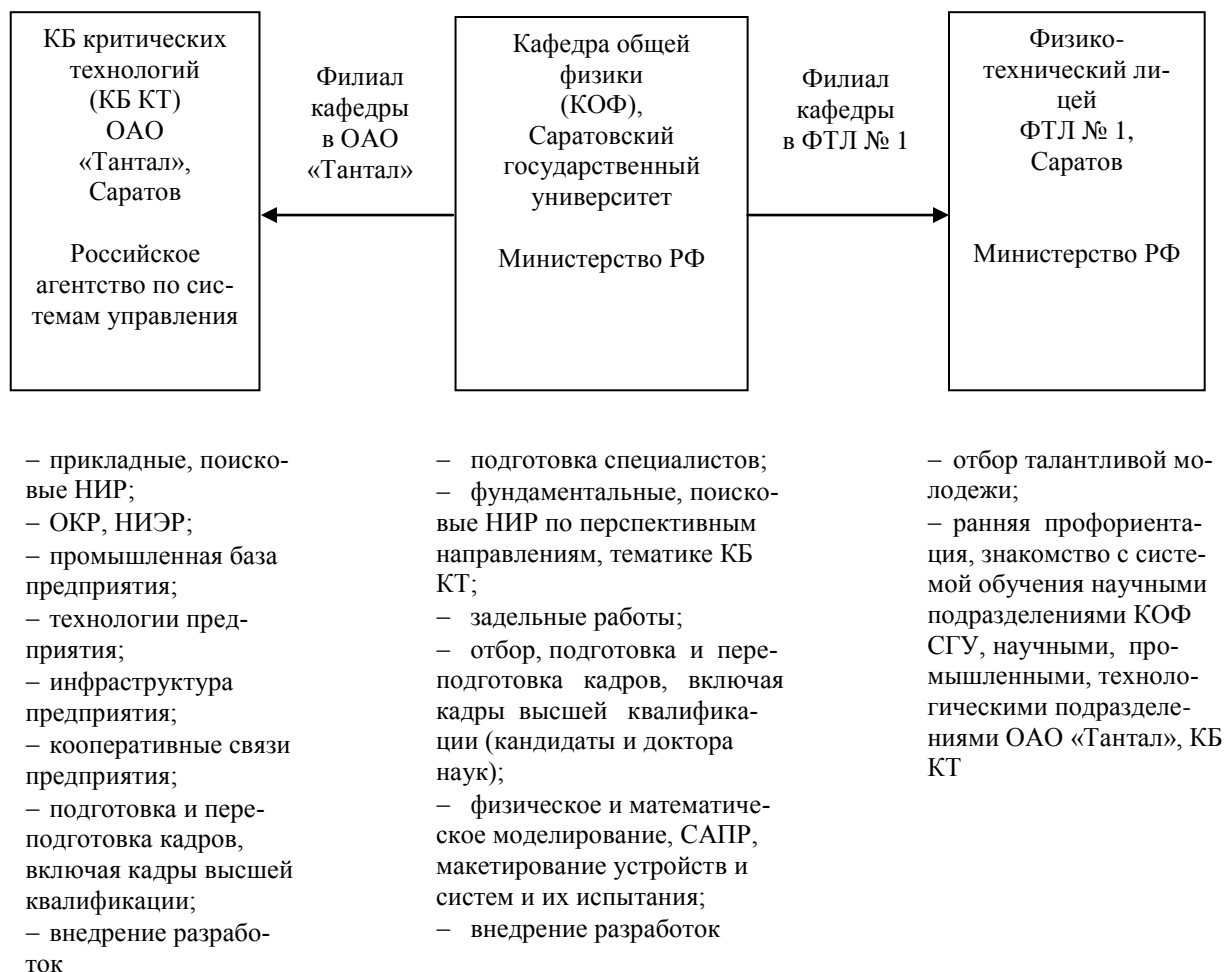 КБ критических
технологий
(КБ КТ)
ОАО
«Тантал»,
Саратов
Российское
агентство по сис-
темам управления
Филиал
кафедры
в ОАО
«Тантал»
Кафедра общей
физики
(КОФ),
Саратовский
государственный
университет
Министерство РФ
Филиал
кафедры
в ФТЛ № 1
Физико-
технический ли-
цей
ФТЛ № 1,
Саратов
Министерство РФ
– прикладные, поиско-
вые НИР;
– ОКР, НИЭР;
– промышленная база
предприятия;
– технологии пред-
приятия;
– инфраструктура
предприятия;
– кооперативные связи
предприятия;
– подготовка и пере-
подготовка кадров,
включая кадры высшей
квалификации;
– внедрение разрабо-
ток
– подготовка специалистов;
– фундаментальные, поиско-
вые НИР по перспективным
направлениям, тематике КБ
КТ;
– задельные работы;
– отбор, подготовка и пере-
подготовка кадров, включая
кадры высшей квалифика-
ции (кандидаты и доктора
наук);
– физическое и математиче-
ское моделирование, САПР,
макетирование устройств и
систем и их испытания;
– внедрение разработок
– отбор талантливой мо-
лодежи;
– ранняя профориента-
ция, знакомство с систе-
мой обучения научными
подразделениями КОФ
СГУ, научными, про-
мышленными, техноло-
гическими подразделе-
ниями ОАО «Тантал», КБ
КТ